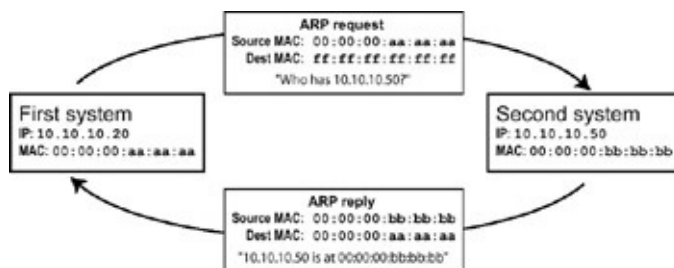 ARP request
Source MAC: 00:00:00:aa:aa:aa
Dest MAC: ff:ff:ff:ff:ff:ff
"Who has 10.10.10.50?"
First system
IP: 10.10.10.20
MAC: 00:00:00:aa:aa:aa
Second system
IP: 10.10.10.50
MAC: 00:00:00:bb:bb:bb
ARP reply
Source MAC: 00:00:00:bb:bb:bb
Dest MAC: 00:00:00:aa:aa:aa
"10.10.10.50 is at 00:00:00:bb:bb:bb"